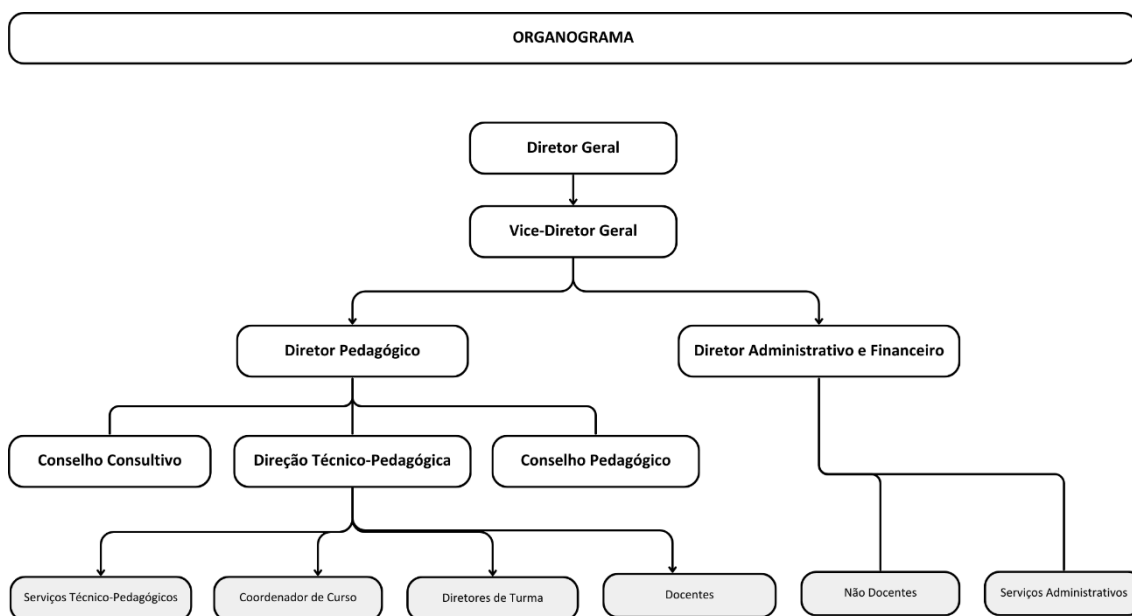 ORGANOGRAMA
Diretor Geral
Vice-Diretor Geral
Diretor Pedagógico
Diretor Administrativo e Financeiro
Conselho Consultivo
Direção Técnico-Pedagógica
Conselho Pedagógico
Serviços Técnico-Pedagógicos
Coordenador de Curso
Diretores de Turma
Docentes
Não Docentes
Serviços Administrativos